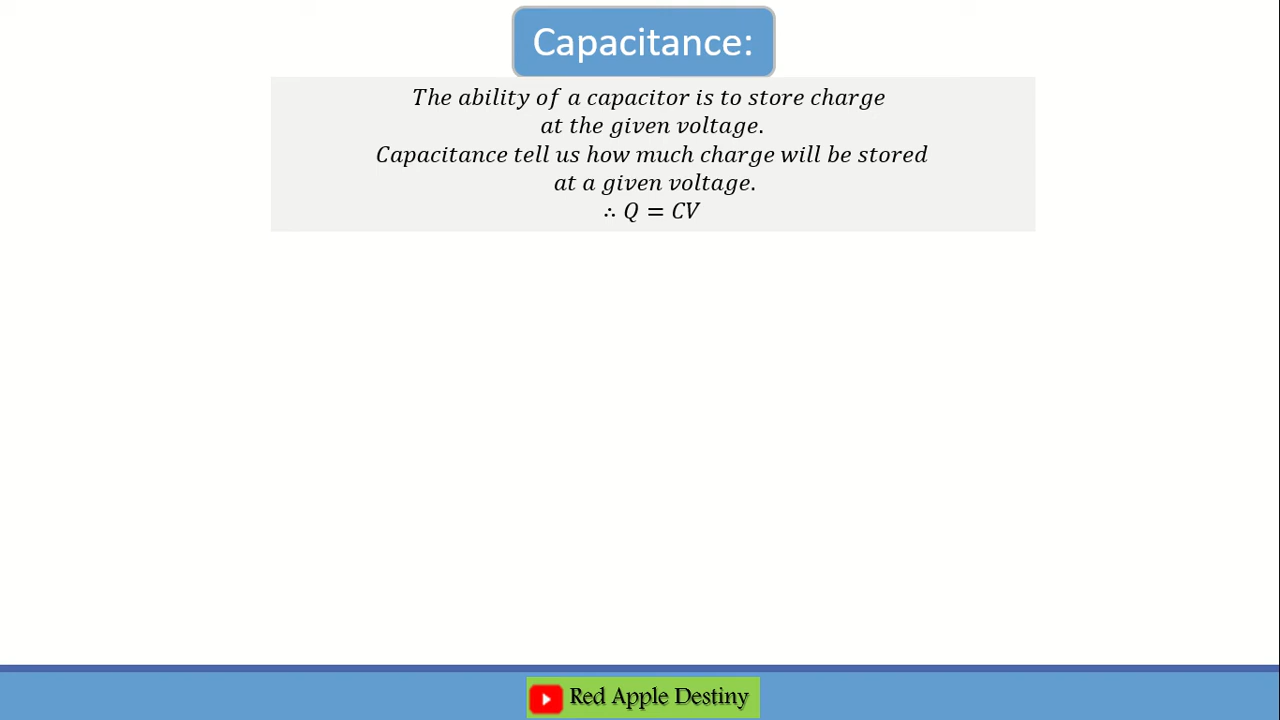 Capacitance:
The ability of a capacitor is to store charge
at the given voltage.
Capacitance tell us how much charge will be stored
at a given voltage.
∴ Q = CV
Red Apple Destiny